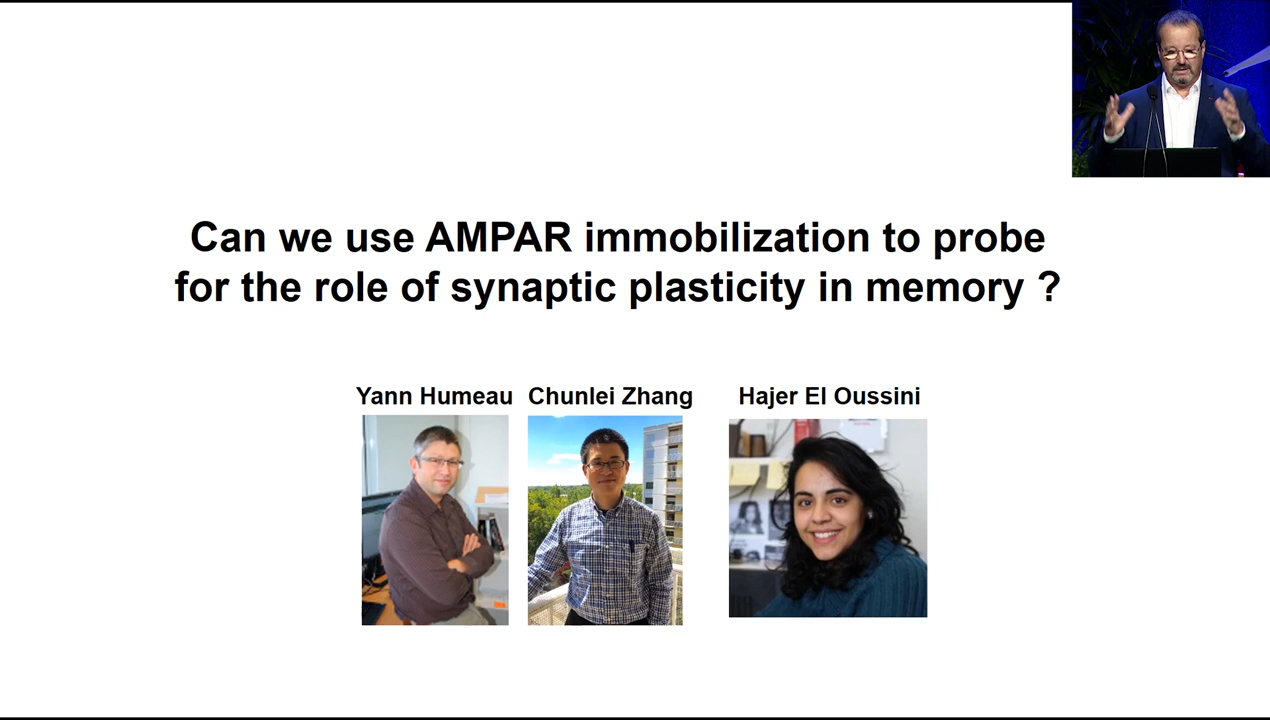 Can we use AMPAR immobilization to probe
for the role of synaptic plasticity in memory ?
Yann Humeau Chunlei Zhang Hajer El Oussini